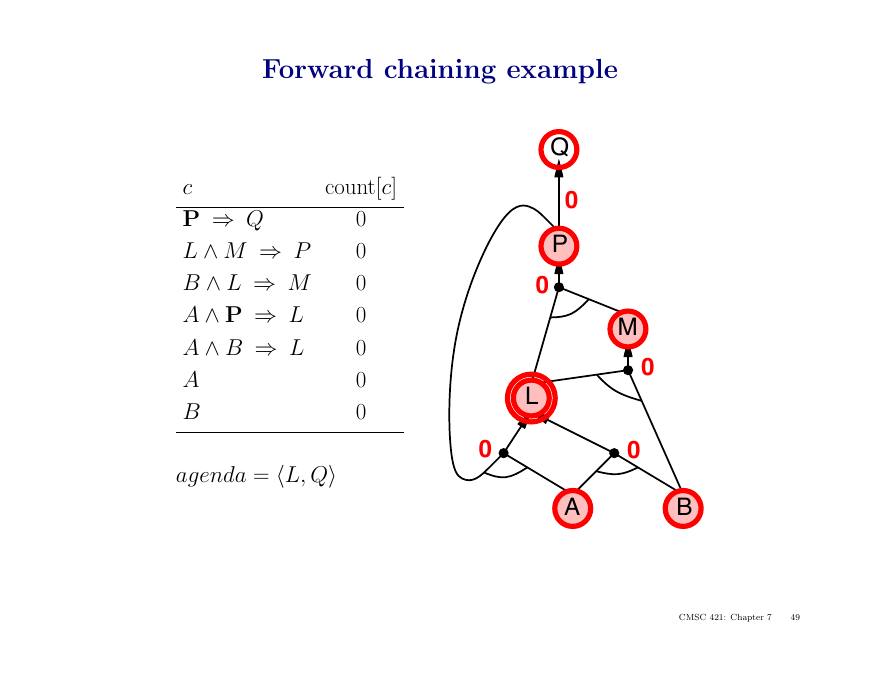 Forward chaining example
c count[c]
P ⇒ Q 0
L ∧ M ⇒ P 0
B ∧ L ⇒ M 0
A ∧ P ⇒ L 0
A ∧ B ⇒ L 0
A 0
B 0
agenda = ⟨L, Q⟩
Q
0
P
0
M
0
L
0
0
A
B
CMSC 421: Chapter 7 49